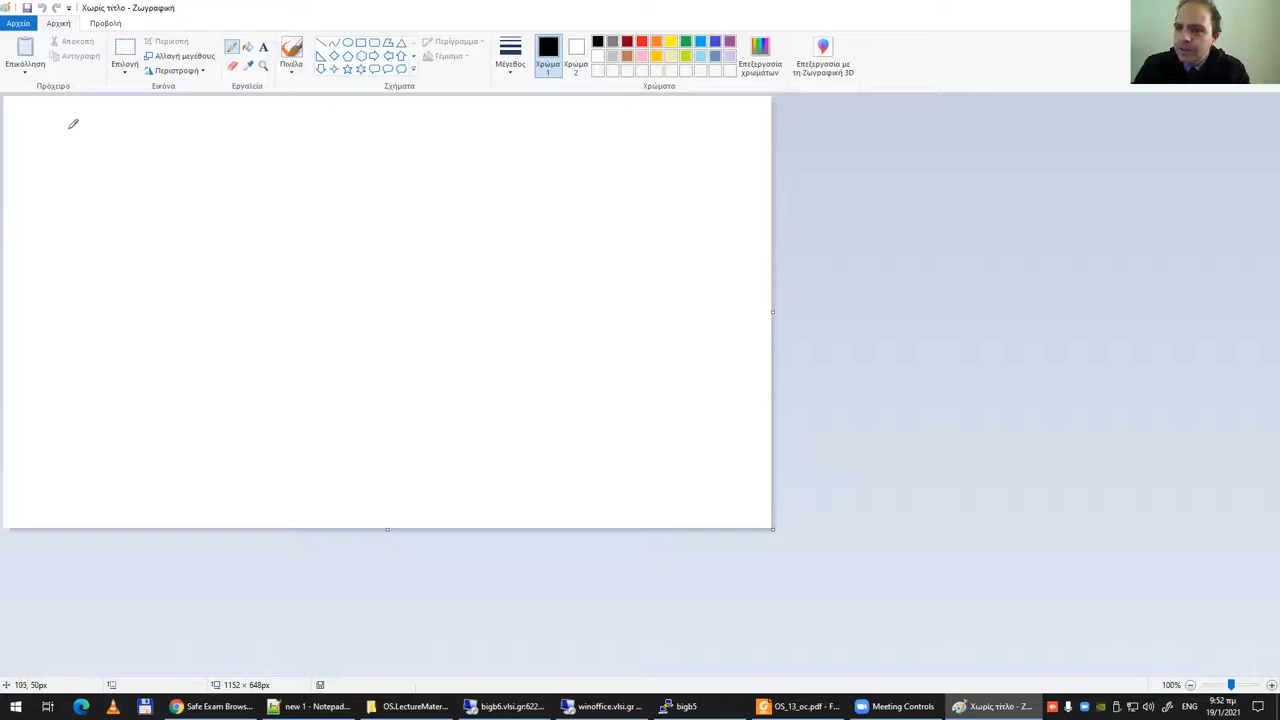 Χωρίς τίτλο - Ζωγραφική
Αρχείο Αρχική Προβολή
Επικόλληση
Αποκοπή
Αντιγραφή
Πρόχειρο
Επιλογή
Περικοπή
Αλλαγή μεγέθους
Περιστροφή
Εικόνα
A
Εργαλεία
Πινέλα
Περίγραμμα
Γέμισμα
Σχήματα
Μέγεθος
Χρώμα 1
Χρώμα 2
Χρώματα
Επεξεργασία χρωμάτων
Επεξεργασία με τη Ζωγραφική 3D
195, 50px
1152 × 648px
100%
Safe Exam Brows...
new 1 - Notepad...
OS.LectureMater...
bigb6.vlsi.gr:622...
winoffice.vlsi.gr ...
bigb5
OS_13_oc.pdf - F...
Meeting Controls
Χωρίς τίτλο - Ζ...
ENG
9:52 πμ
19/1/2021